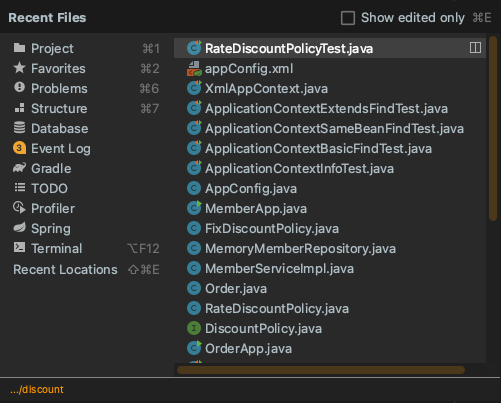 Recent Files
Show edited only ⌘E
Project ⌘1
Favorites ⌘2
Problems ⌘6
Structure ⌘7
Database
3 Event Log
Gradle
TODO
Profiler
Spring
Terminal ⌥F12
Recent Locations ⇧⌘E
C RateDiscountPolicyTest.java
appConfig.xml
C XmlAppContext.java
C ApplicationContextExtendsFindTest.java
C ApplicationContextSameBeanFindTest.java
C ApplicationContextBasicFindTest.java
C ApplicationContextInfoTest.java
C AppConfig.java
C MemberApp.java
C FixDiscountPolicy.java
C MemoryMemberRepository.java
C MemberServiceImpl.java
C Order.java
C RateDiscountPolicy.java
I DiscountPolicy.java
C OrderApp.java
.../discount